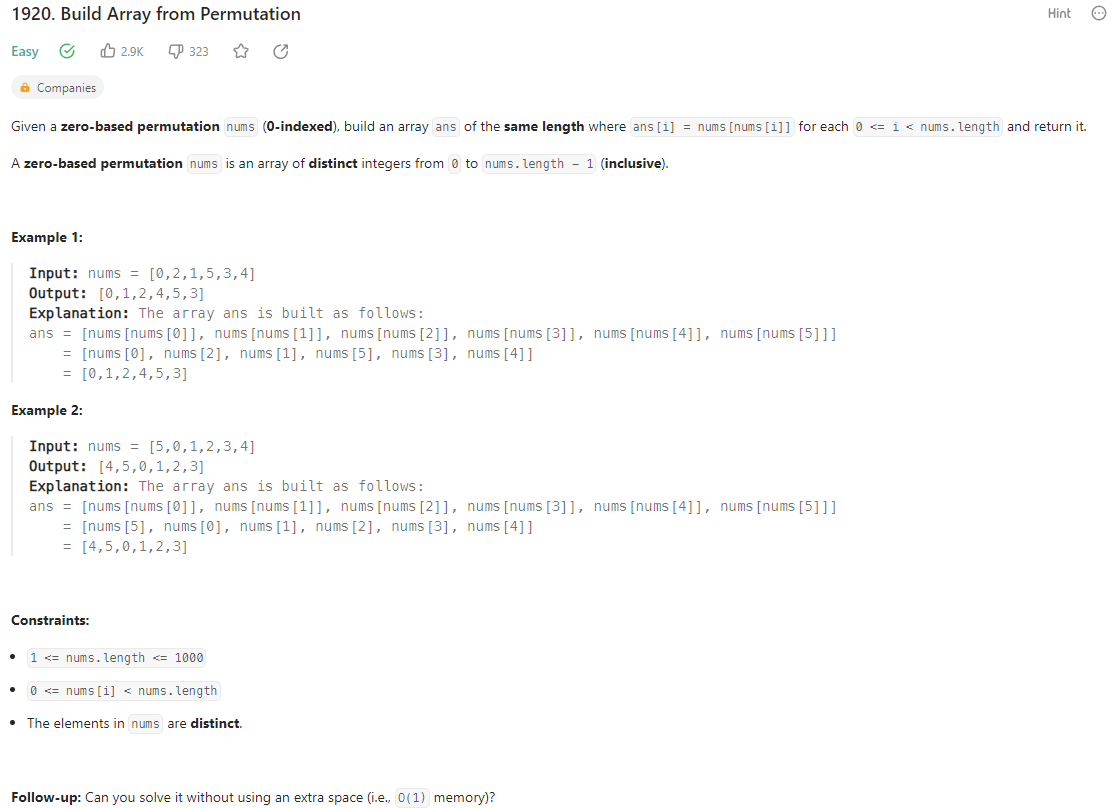 1920. Build Array from Permutation
Hint
Easy 2.9K 323
Companies
Given a zero-based permutation nums (0-indexed), build an array ans of the same length where ans[i] = nums[nums[i]] for each 0 <= i < nums.length and return it.
A zero-based permutation nums is an array of distinct integers from 0 to nums.length - 1 (inclusive).
Example 1:
Input: nums = [0,2,1,5,3,4]
Output: [0,1,2,4,5,3]
Explanation: The array ans is built as follows:
ans = [nums[nums[0]], nums[nums[1]], nums[nums[2]], nums[nums[3]], nums[nums[4]], nums[nums[5]]]
= [nums[0], nums[2], nums[1], nums[5], nums[3], nums[4]]
= [0,1,2,4,5,3]
Example 2:
Input: nums = [5,0,1,2,3,4]
Output: [4,5,0,1,2,3]
Explanation: The array ans is built as follows:
ans = [nums[nums[0]], nums[nums[1]], nums[nums[2]], nums[nums[3]], nums[nums[4]], nums[nums[5]]]
= [nums[5], nums[0], nums[1], nums[2], nums[3], nums[4]]
= [4,5,0,1,2,3]
Constraints:
• 1 <= nums.length <= 1000
• 0 <= nums[i] < nums.length
• The elements in nums are distinct.
Follow-up: Can you solve it without using an extra space (i.e., O(1) memory)?